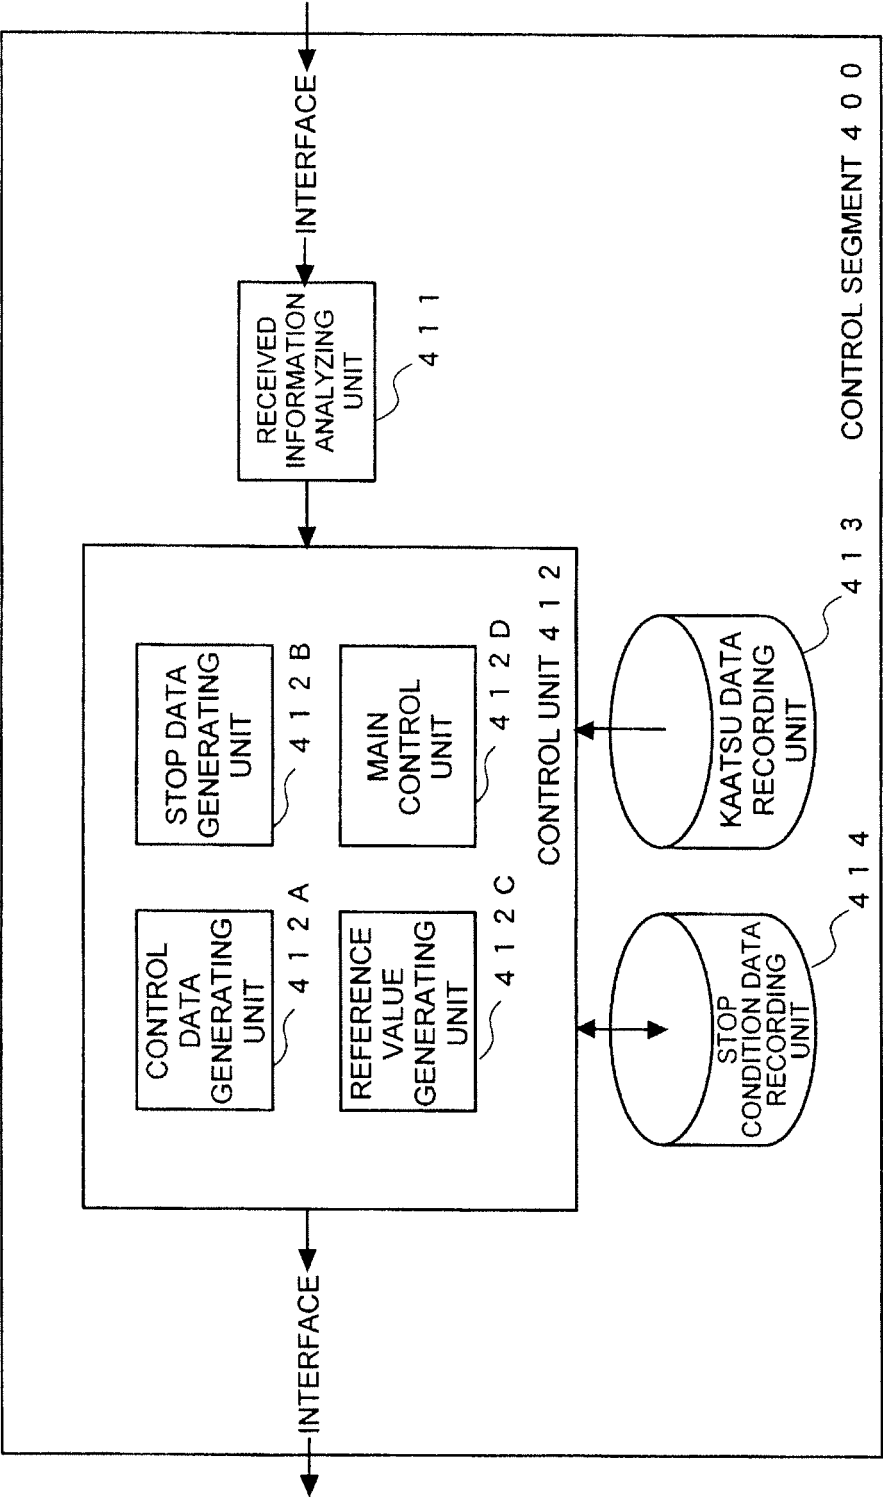 INTERFACE
RECEIVED
INFORMATION
ANALYZING
UNIT
411
STOP DATA
GENERATING
UNIT
412B
CONTROL
DATA
GENERATING
UNIT
412A
MAIN
CONTROL
UNIT
412D
REFERENCE
VALUE
GENERATING
UNIT
412C
CONTROL UNIT 412
INTERFACE
KAATSU DATA
RECORDING
UNIT
413
STOP
CONDITION DATA
RECORDING
UNIT
414
CONTROL SEGMENT 400